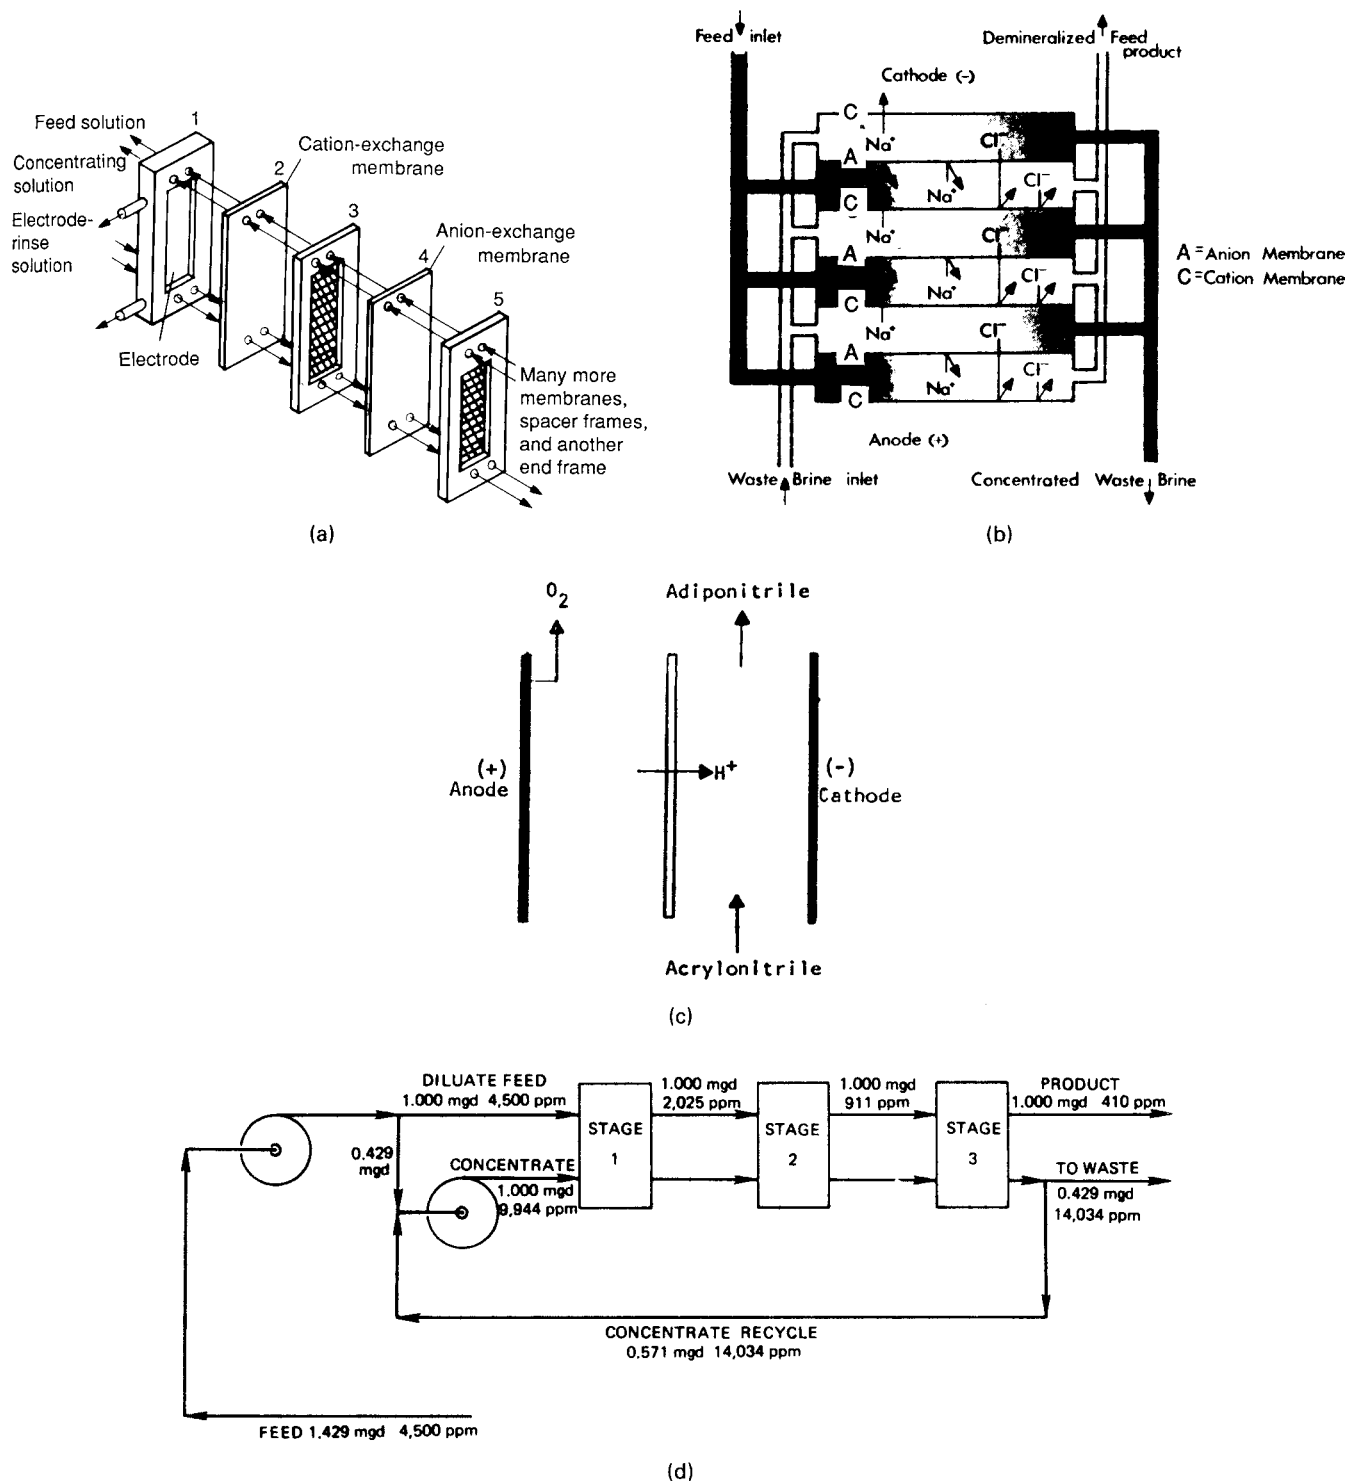 1
Feed solution
Concentrating
solution
Electrode-
rinse
solution
Electrode
2
Cation-exchange
membrane
3
Anion-exchange
membrane
4
5
Many more
membranes,
spacer frames,
and another
end frame
(a)
Feed inlet
Demineralized Feed
product
Cathode (-)
C
Na+
Cl−
A
Na+
Cl−
C
Na+
Cl−
A
Na+
Cl−
C
Na+
Cl−
A
Na+
Cl−
C
A = Anion Membrane
C = Cation Membrane
Anode (+)
Waste Brine inlet
Concentrated Waste Brine
(b)
O2
Adiponitrile
(+)
Anode
H+
(-)
Cathode
Acrylonitrile
(c)
DILUATE FEED
1.000 mgd 4,500 ppm
STAGE
1
1.000 mgd
2,025 ppm
STAGE
2
1.000 mgd
911 ppm
STAGE
3
PRODUCT
1.000 mgd 410 ppm
0.429
mgd
CONCENTRATE
1.000 mgd
9,944 ppm
TO WASTE
0.429 mgd
14,034 ppm
CONCENTRATE RECYCLE
0.571 mgd 14,034 ppm
FEED 1.429 mgd 4,500 ppm
(d)